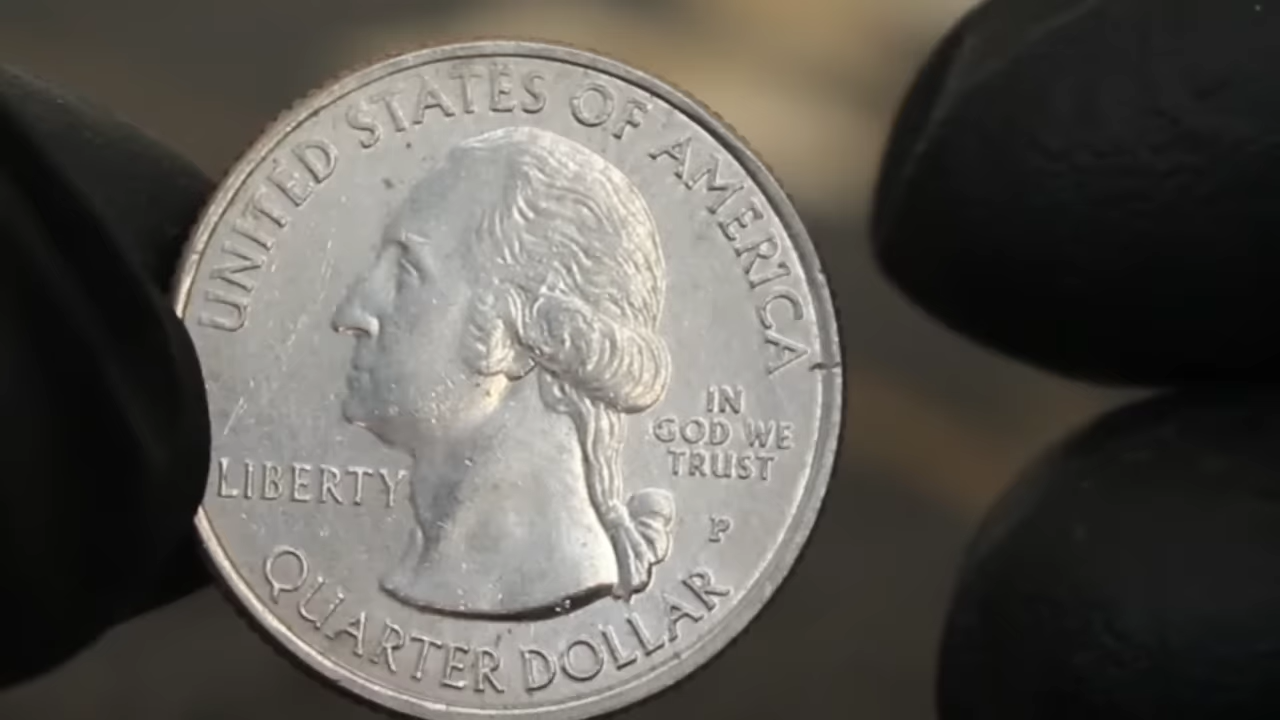 UNITED STATES OF AMERICA
LIBERTY
IN
GOD WE
TRUST
P
QUARTER DOLLAR